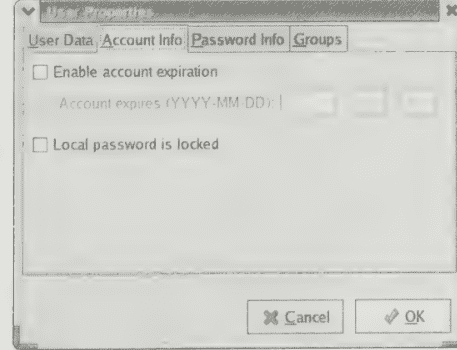 User Properties
User Data Account Info Password Info Groups
Enable account expiration
Account expires (YYYY-MM-DD):
Local password is locked
Cancel OK